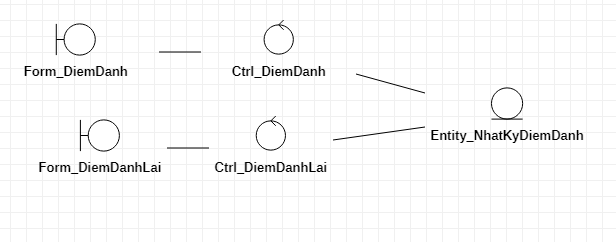 Form_DiemDanh
Ctrl_DiemDanh
Entity_NhatKyDiemDanh
Form_DiemDanhLai
Ctrl_DiemDanhLai